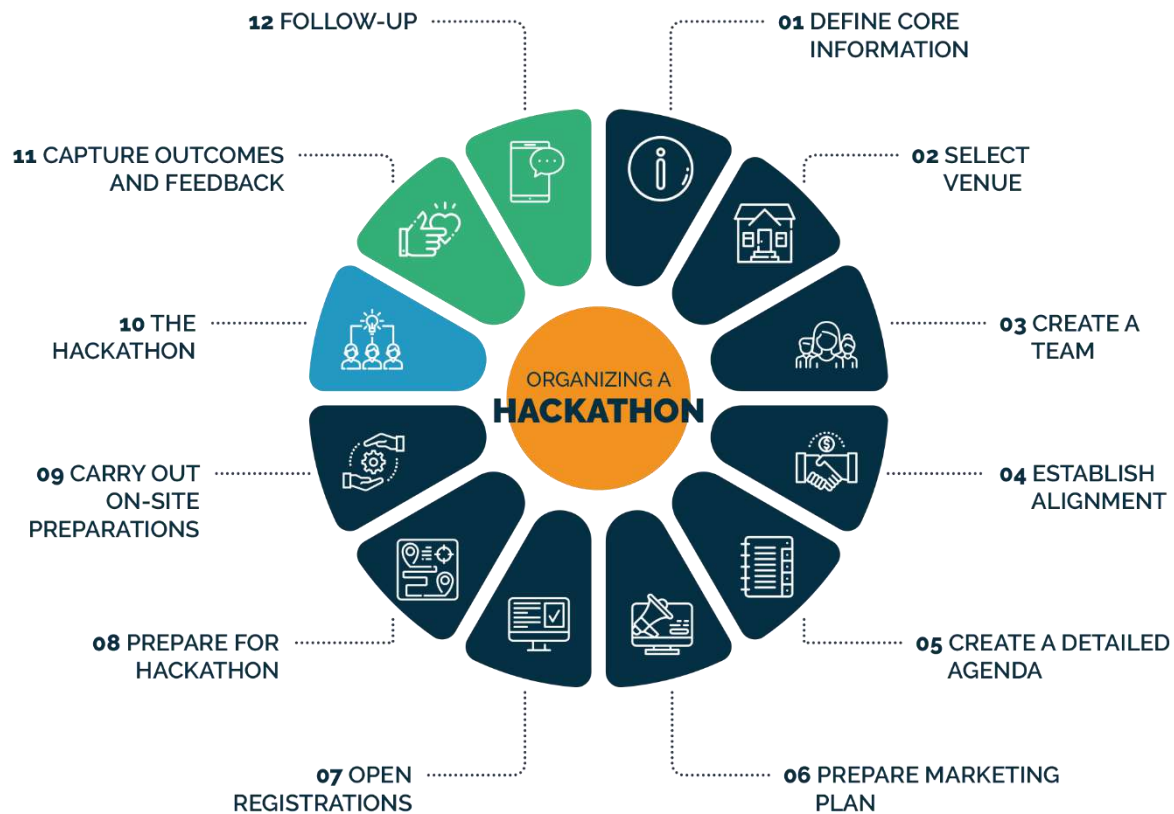 ORGANIZING A
HACKATHON
01 DEFINE CORE
INFORMATION
02 SELECT
VENUE
03 CREATE A
TEAM
04 ESTABLISH
ALIGNMENT
05 CREATE A DETAILED
AGENDA
06 PREPARE MARKETING
PLAN
07 OPEN
REGISTRATIONS
08 PREPARE FOR
HACKATHON
09 CARRY OUT
ON-SITE
PREPARATIONS
10 THE
HACKATHON
11 CAPTURE OUTCOMES
AND FEEDBACK
12 FOLLOW-UP